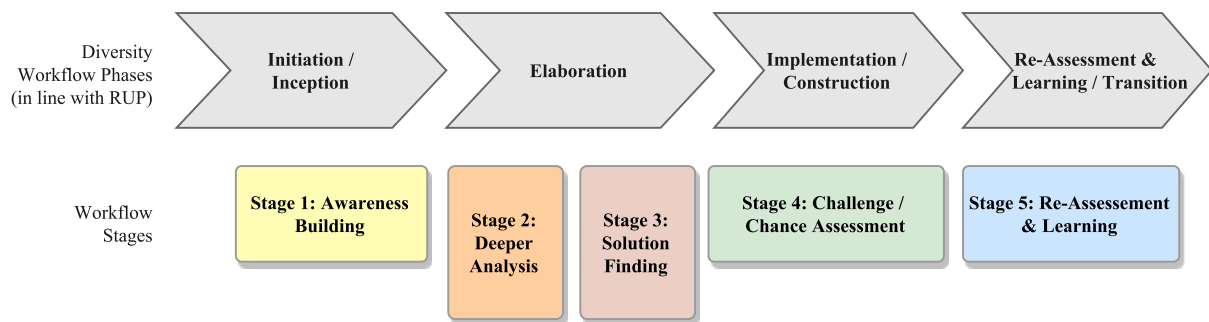 Diversity
Workflow Phases
(in line with RUP)
Initiation /
Inception
Elaboration
Implementation /
Construction
Re-Assessment &
Learning / Transition
Workflow
Stages
Stage 1: Awareness
Building
Stage 2:
Deeper
Analysis
Stage 3:
Solution
Finding
Stage 4: Challenge /
Chance Assessment
Stage 5: Re-Assessement
& Learning